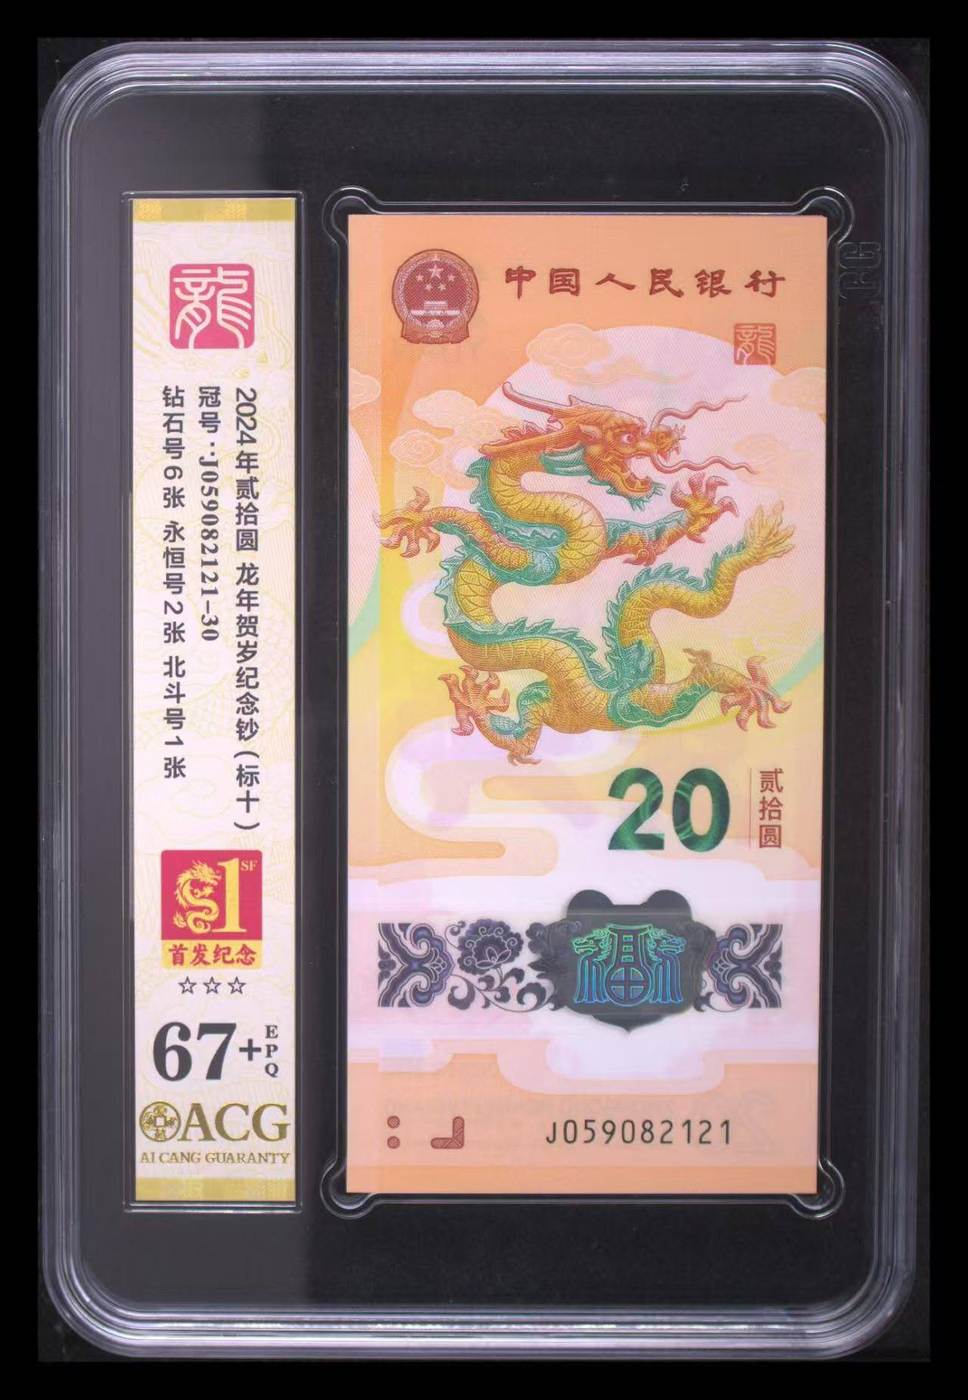 龍
2024年贰拾圆 龙年贺岁纪念钞(标十)
冠号:J059082121-30
钻石号6张 永恒号2张 北斗号1张
1SF
首发纪念
☆☆☆
67+EPQ
ACG
AI CANG GUARANTY
中国人民银行
龍
20
贰拾圆
福
J059082121